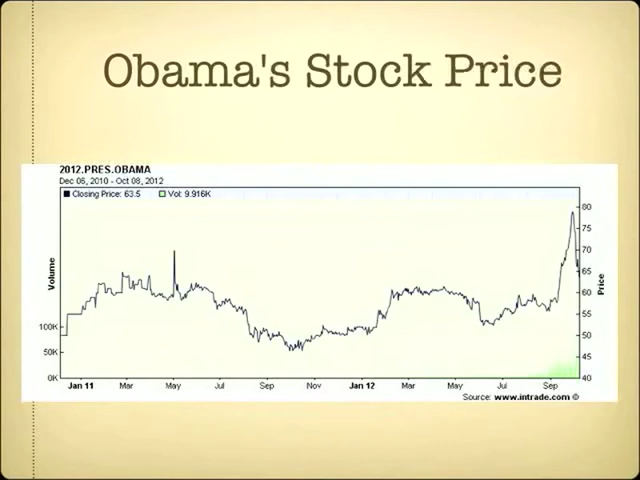 Obama's Stock Price
2012.PRES.OBAMA
Dec 06, 2010 - Oct 08, 2012
Closing Price: 63.5 Vol: 9.916K
80
75
70
65
60
55
50
45
40
Price
Volume
100K
50K
0K
Jan 11 Mar May Jul Sep Nov Jan 12 Mar May Jul Sep
Source: www.intrade.com ©